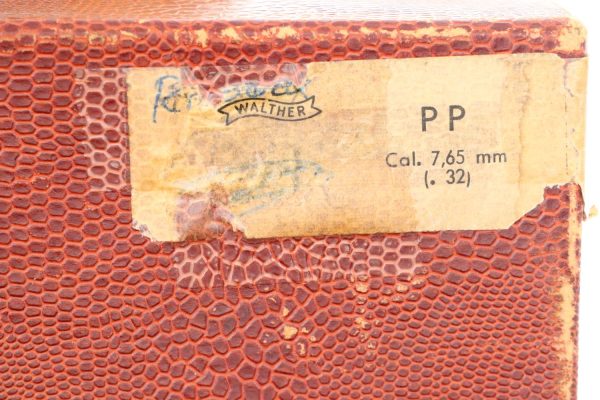 WALTHER
PP
Cal. 7,65 mm
(. 32)